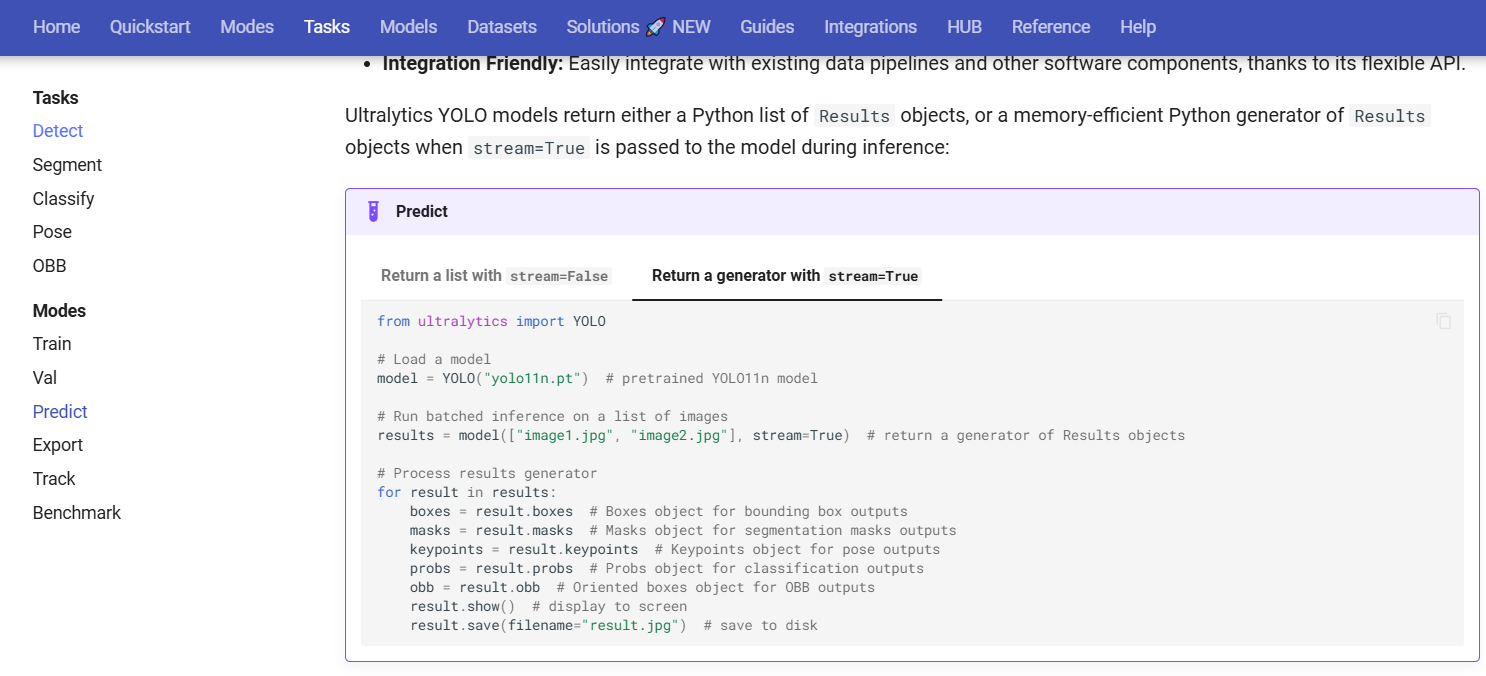 Home Quickstart Modes Tasks Models Datasets Solutions 🚀 NEW Guides Integrations HUB Reference Help
Tasks
Detect
Segment
Classify
Pose
OBB
Modes
Train
Val
Predict
Export
Track
Benchmark
• Integration Friendly: Easily integrate with existing data pipelines and other software components, thanks to its flexible API.
Ultralytics YOLO models return either a Python list of Results objects, or a memory-efficient Python generator of Results
objects when stream=True is passed to the model during inference:
Predict
Return a list with stream=False Return a generator with stream=True
from ultralytics import YOLO
# Load a model
model = YOLO("yolo11n.pt")  # pretrained YOLO11n model
# Run batched inference on a list of images
results = model(["image1.jpg", "image2.jpg"], stream=True)  # return a generator of Results objects
# Process results generator
for result in results:
    boxes = result.boxes  # Boxes object for bounding box outputs
    masks = result.masks  # Masks object for segmentation masks outputs
    keypoints = result.keypoints  # Keypoints object for pose outputs
    probs = result.probs  # Probs object for classification outputs
    obb = result.obb  # Oriented boxes object for OBB outputs
    result.show()  # display to screen
    result.save(filename="result.jpg")  # save to disk